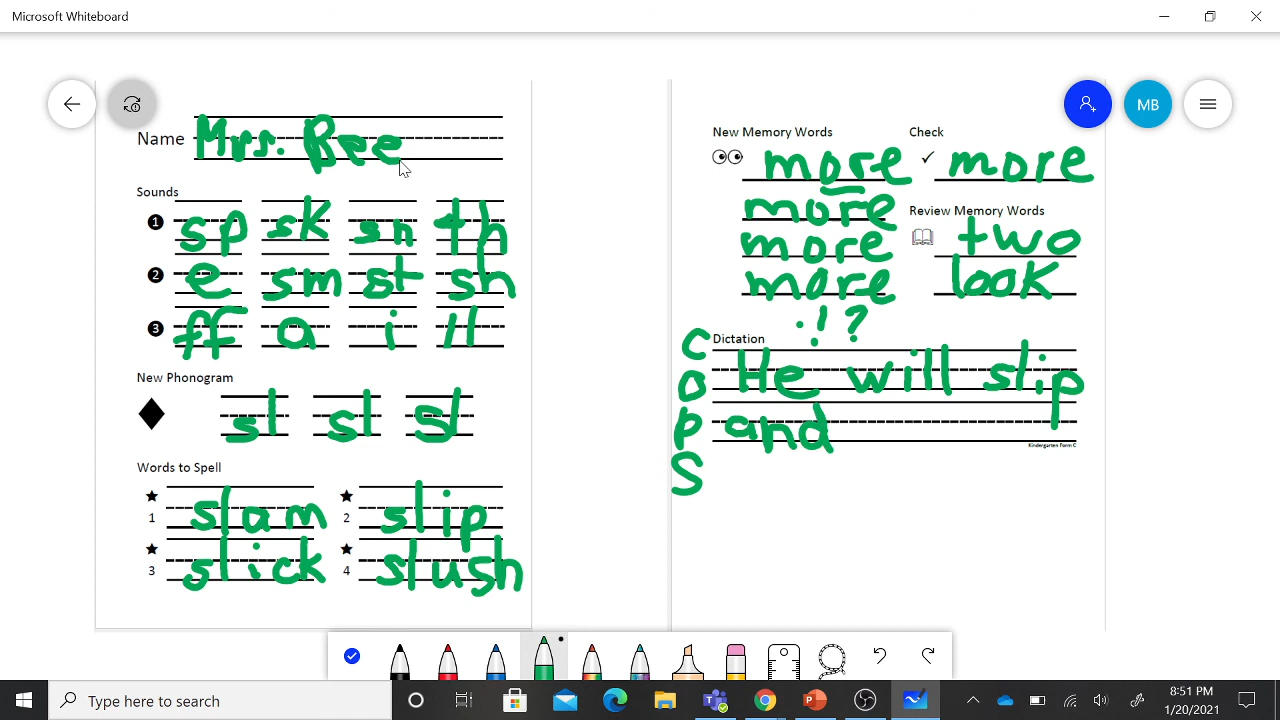 Microsoft Whiteboard
MB
Name Mrs. Bee
Sounds
1 sp sk sn th
2 e sm st sh
3 ff a i ll
New Phonogram
sl sl sl
Words to Spell
1 slam 2 slip
3 slick 4 slush
New Memory Words Check
more ✓ more
more
Review Memory Words
more two
more look
. ! ?
Dictation
C
O
P
S
He will slip
and
Kindergarten Form C
Type here to search
8:51 PM
1/20/2021